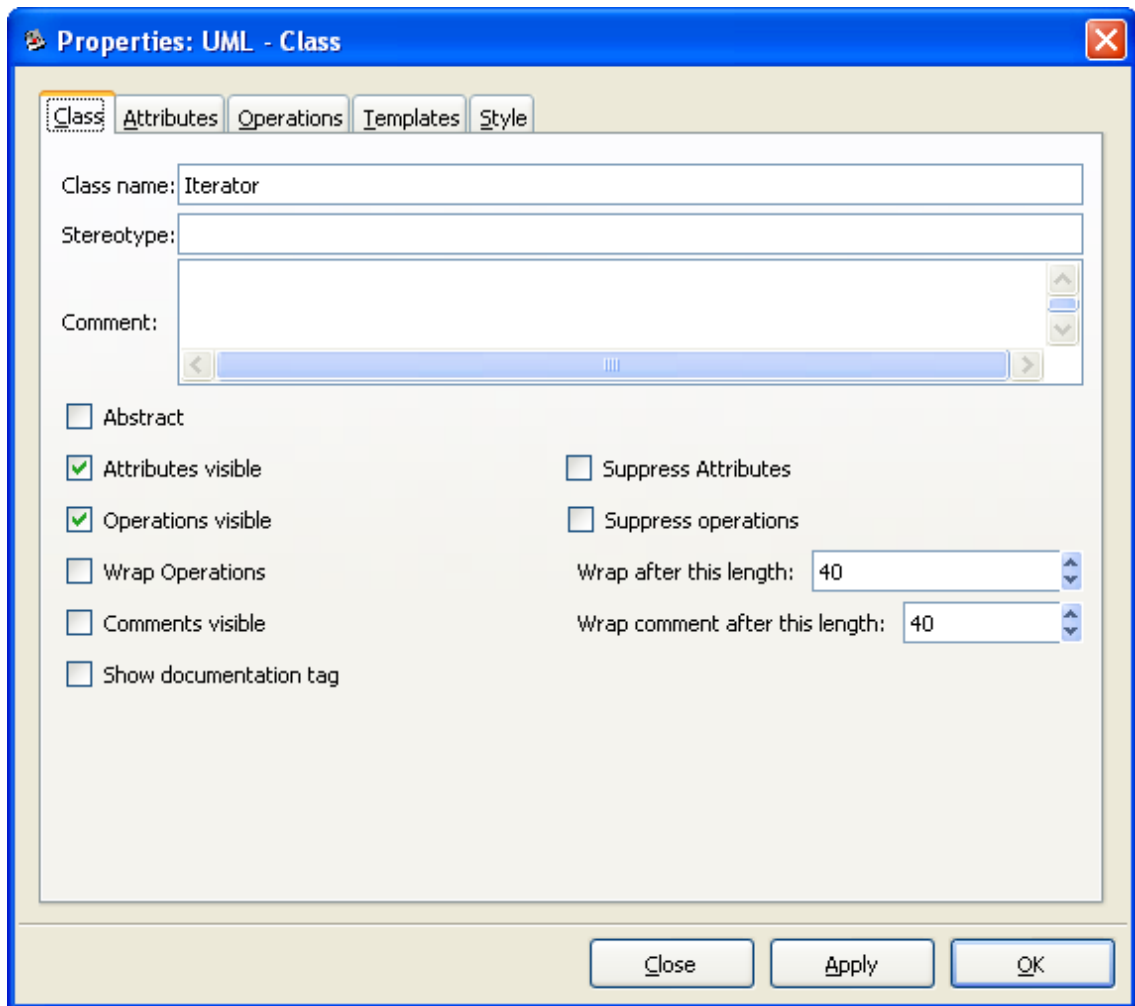 Properties: UML - Class
Class Attributes Operations Templates Style
Class name: Iterator
Stereotype:
Comment:
Abstract
Attributes visible Suppress Attributes
Operations visible Suppress operations
Wrap Operations Wrap after this length: 40
Comments visible Wrap comment after this length: 40
Show documentation tag
Close Apply OK